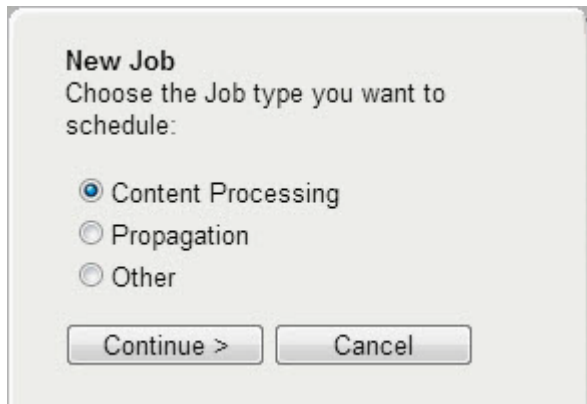 New Job
Choose the Job type you want to
schedule:
Content Processing
Propagation
Other
Continue >
Cancel